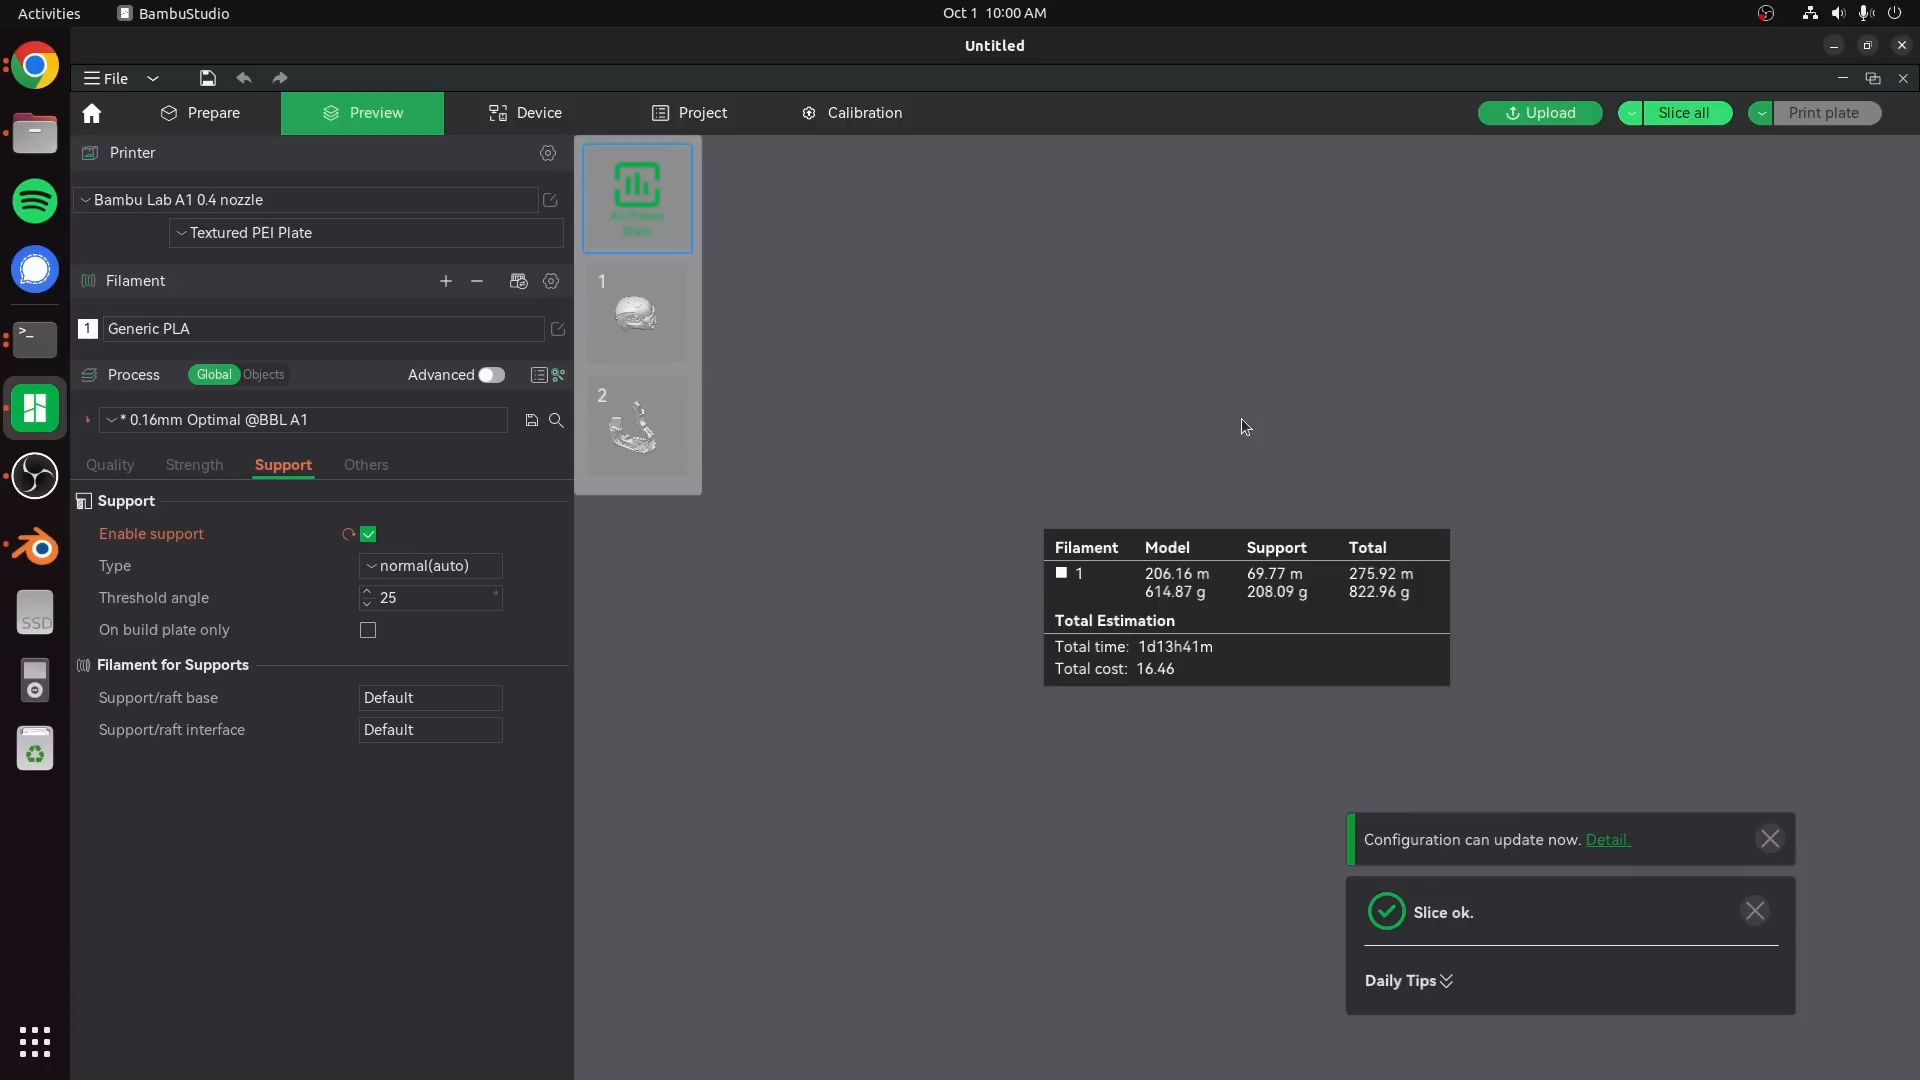 Activities
BambuStudio
Oct 1 10:00 AM
Untitled
File
Prepare
Preview
Device
Project
Calibration
Upload
Slice all
Print plate
Printer
Bambu Lab A1 0.4 nozzle
Textured PEI Plate
Filament
1 Generic PLA
Process
Global
Objects
Advanced
* 0.16mm Optimal @BBL A1
Quality
Strength
Support
Others
Support
Enable support
Type
normal(auto)
Threshold angle
25 °
On build plate only
Filament for Supports
Support/raft base
Default
Support/raft interface
Default
SSD
All Plates
Stats
1
2
Filament Model Support Total
1 206.16 m 69.77 m 275.92 m
614.87 g 208.09 g 822.96 g
Total Estimation
Total time: 1d13h41m
Total cost: 16.46
Configuration can update now. Detail.
Slice ok.
Daily Tips